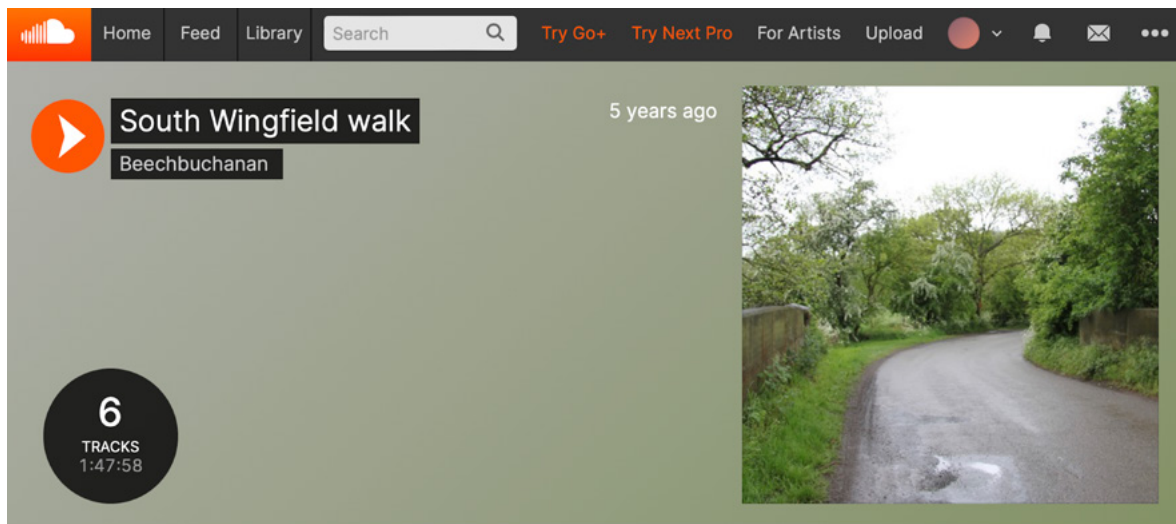 Home Feed Library Search Try Go+ Try Next Pro For Artists Upload
South Wingfield walk
5 years ago
Beechbuchanan
6
TRACKS
1:47:58